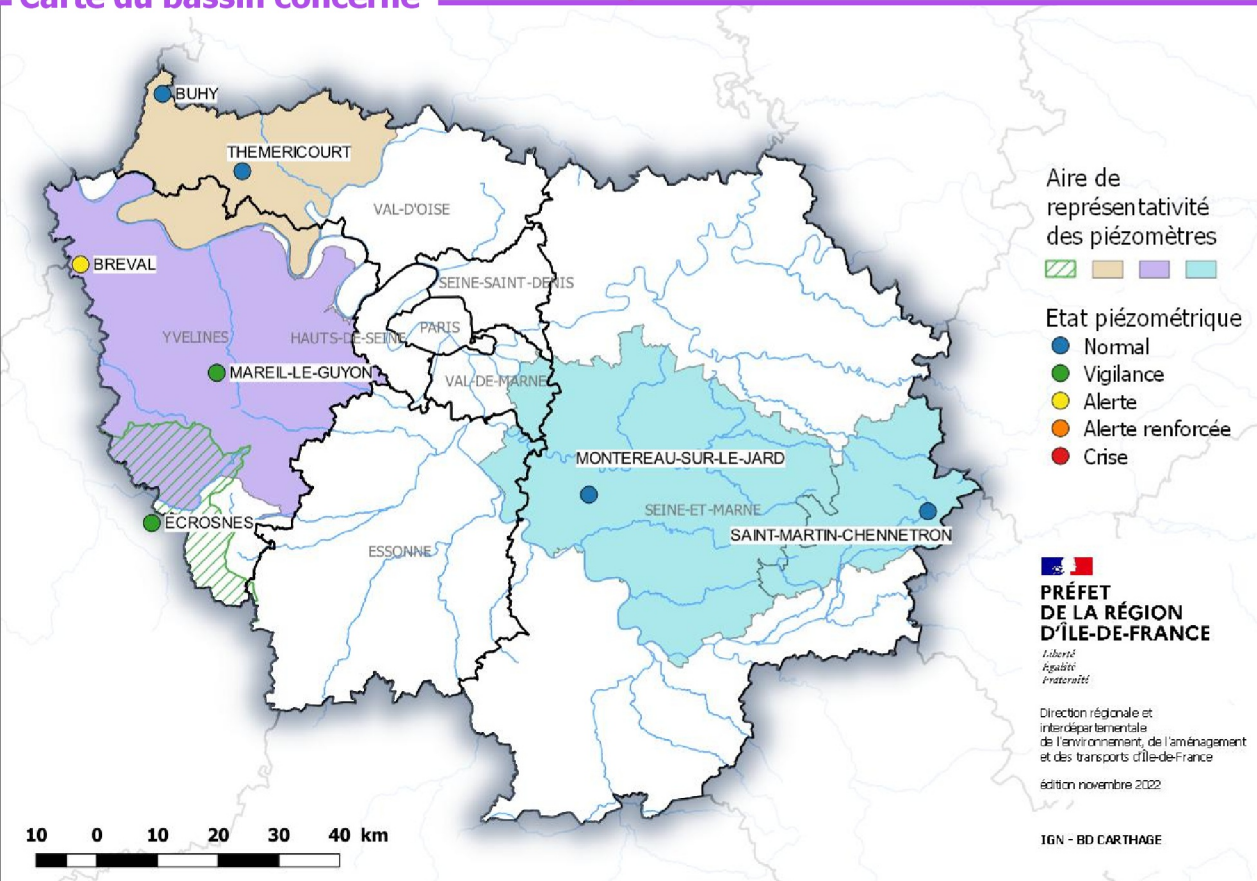 Carte du bassin concerné
BUHY
THEMERICOURT
VAL-D'OISE
BREVAL
SEINE-SAINT-DENIS
YVELINES
HAUTS-DE-SEINE
PARIS
MAREIL-LE-GUYON
VAL-DE-MARNE
MONTEREAU-SUR-LE-JARD
SEINE-ET-MARNE
ÉCROSNES
SAINT-MARTIN-CHENNETRON
ESSONNE
Aire de
représentativité
des piézomètres
Etat piézométrique
Normal
Vigilance
Alerte
Alerte renforcée
Crise
PRÉFET
DE LA RÉGION
D'ÎLE-DE-FRANCE
Liberté
Égalité
Fraternité
Direction régionale et
interdépartementale
de l'environnement, de l'aménagement
et des transports d'Île-de-France
édition novembre 2022
IGN - BD CARTHAGE
10 0 10 20 30 40 km